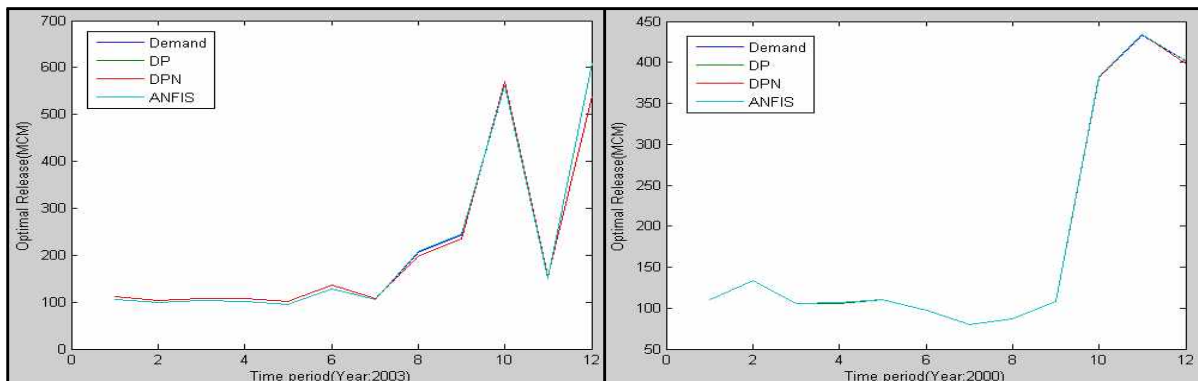 Optimal Release(MCM)
700
600
500
400
300
200
100
0
Demand
DP
DPN
ANFIS
0 2 4 6 8 10 12
Time period(Year:2003)
Optimal Release(MCM)
450
400
350
300
250
200
150
100
50
Demand
DP
DPN
ANFIS
0 2 4 6 8 10 12
Time period(Year:2000)